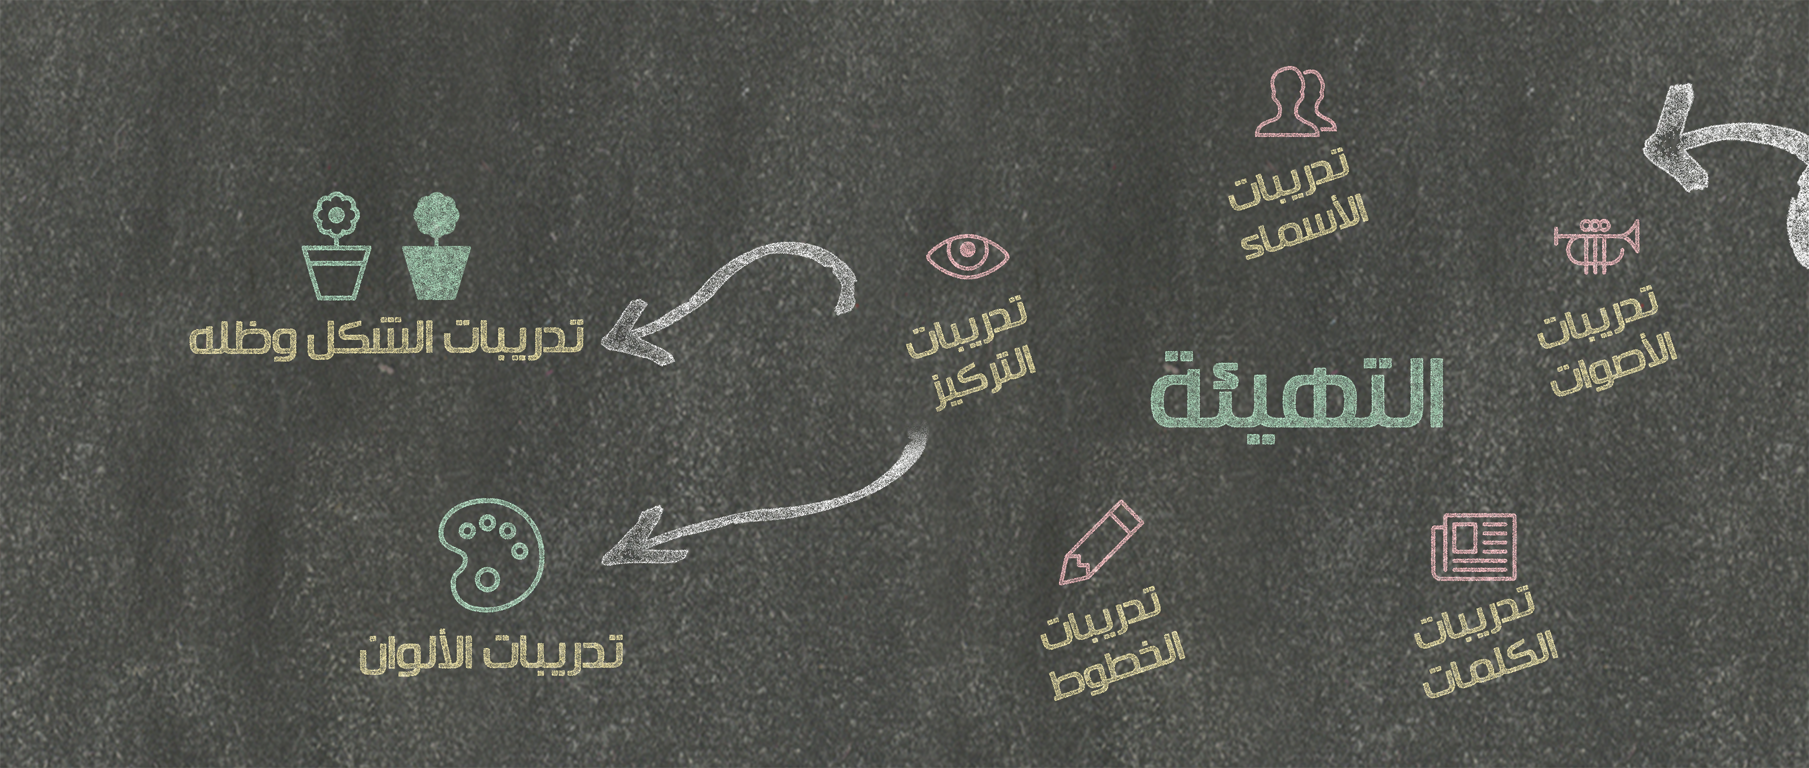 تدريبات
الأسماء
تدريبات
الأصوات
التهيئة
تدريبات
التركيز
تدريبات
الكلمات
تدريبات
الخطوط
تدريبات الشكل وظله
تدريبات الألوان